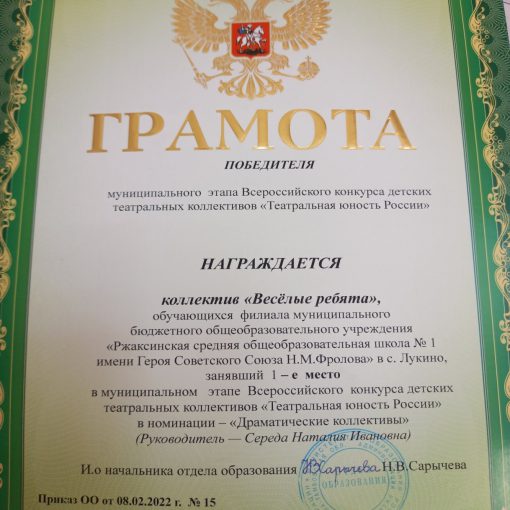 ГРАМОТА
ПОБЕДИТЕЛЯ
муниципального этапа Всероссийского конкурса детских
театральных коллективов «Театральная юность России»
НАГРАЖДАЕТСЯ
коллектив «Весёлые ребята»,
обучающихся филиала муниципального
бюджетного общеобразовательного учреждения
«Ржаксинская средняя общеобразовательная школа № 1
имени Героя Советского Союза Н.М.Фролова» в с. Лукино,
занявший 1 – е место
в муниципальном этапе Всероссийского конкурса детских
театральных коллективов «Театральная юность России»
в номинации – «Драматические коллективы»
(Руководитель — Середа Наталия Ивановна)
И.о начальника отдела образования НСарычева Н.В.Сарычева
ОБРАЗОВАНИЯ
Приказ ОО от 08.02.2022 г. № 15